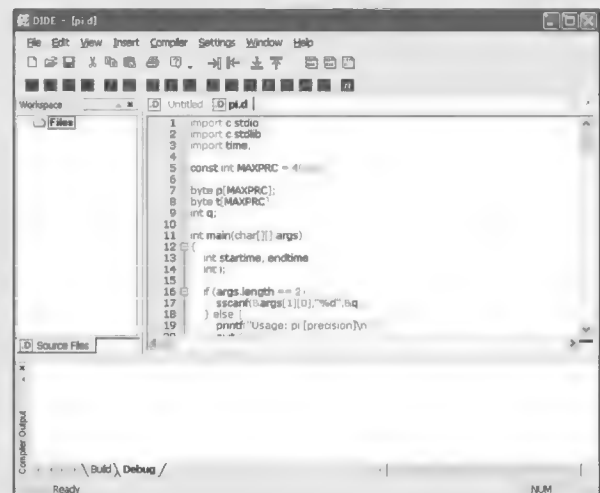 DIDE - [pi.d]
File Edit View Insert Compiler Settings Window Help
Workspace
Untitled pi.d
Files
1 import c stdio
2 import c stdlib
3 import time,
4
5 const int MAXPRC = 4
6
7 byte p[MAXPRC];
8 byte t[MAXPRC]
9 int q;
10
11 int main(char[][] args)
12 {
13 int startime, endtime
14 int i;
15
16 if (args.length == 2)
17 sscanf(&args[1][0],"%d",&q
18 } else {
19 printf("Usage: pi [precision]\n
20
.D Source Files
Compiler Output
Build Debug
Ready NUM